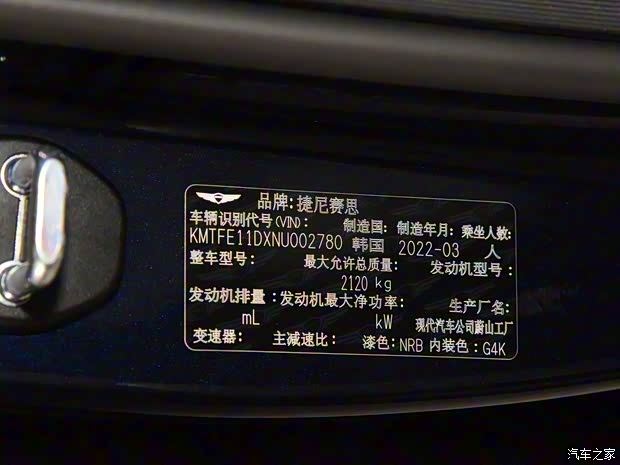 品牌:捷尼赛思
车辆识别代号(VIN): 制造国: 制造年月: 乘坐人数:
KMTFE11DXNU002780 韩国 2022-03 人
整车型号: 最大允许总质量: 发动机型号:
2120 kg
发动机排量: 发动机最大净功率: 生产厂名:
mL kW 现代汽车公司蔚山工厂
变速器: 主减速比: 漆色:NRB 内装色:G4K
汽车之家